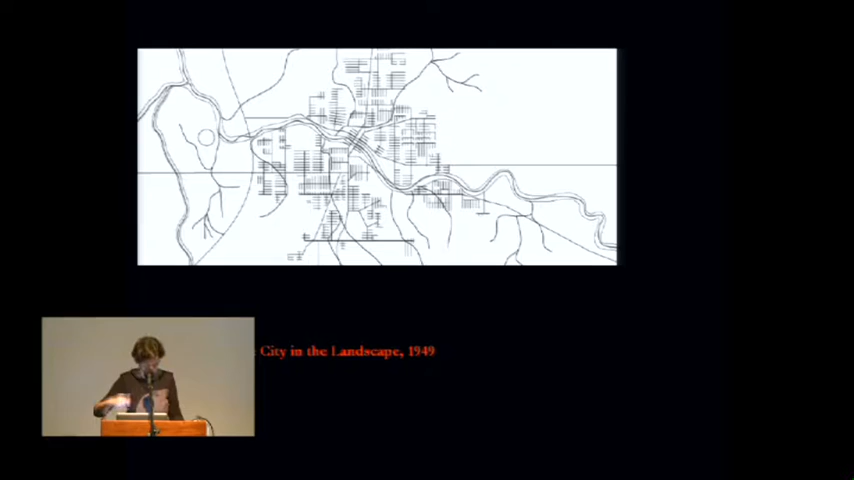 : City in the Landscape, 1949